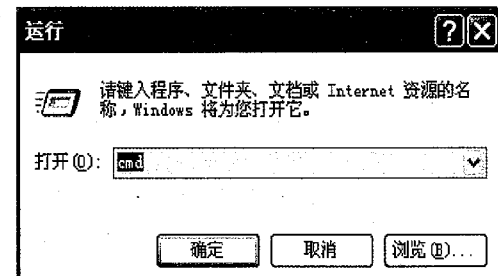 运行
请键入程序、文件夹、文档或 Internet 资源的名
称，Windows 将为您打开它。
打开(O): cmd
确定 取消 浏览(B)...